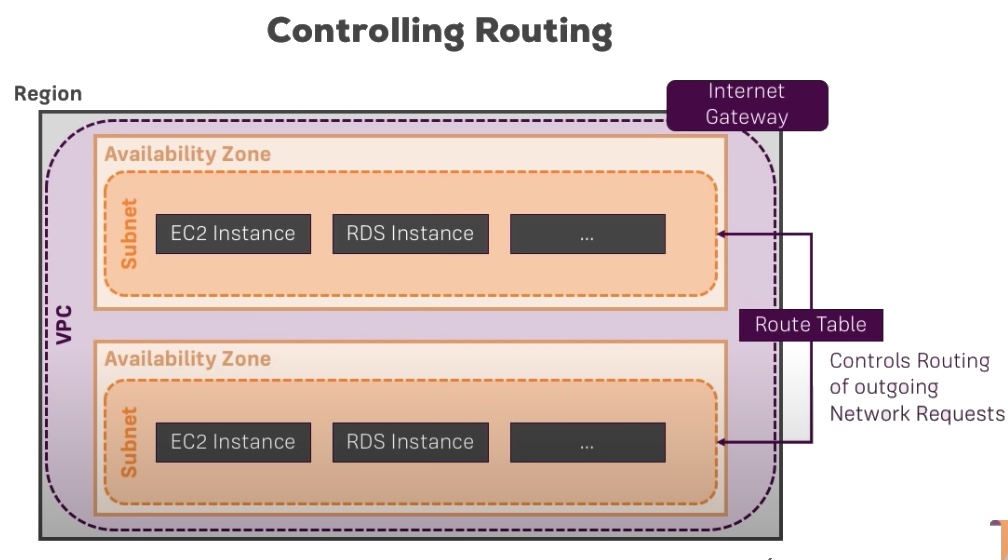 Controlling Routing
Region
Internet
Gateway
Availability Zone
Subnet
EC2 Instance
RDS Instance
...
VPC
Route Table
Controls Routing
of outgoing
Network Requests
Availability Zone
Subnet
EC2 Instance
RDS Instance
...